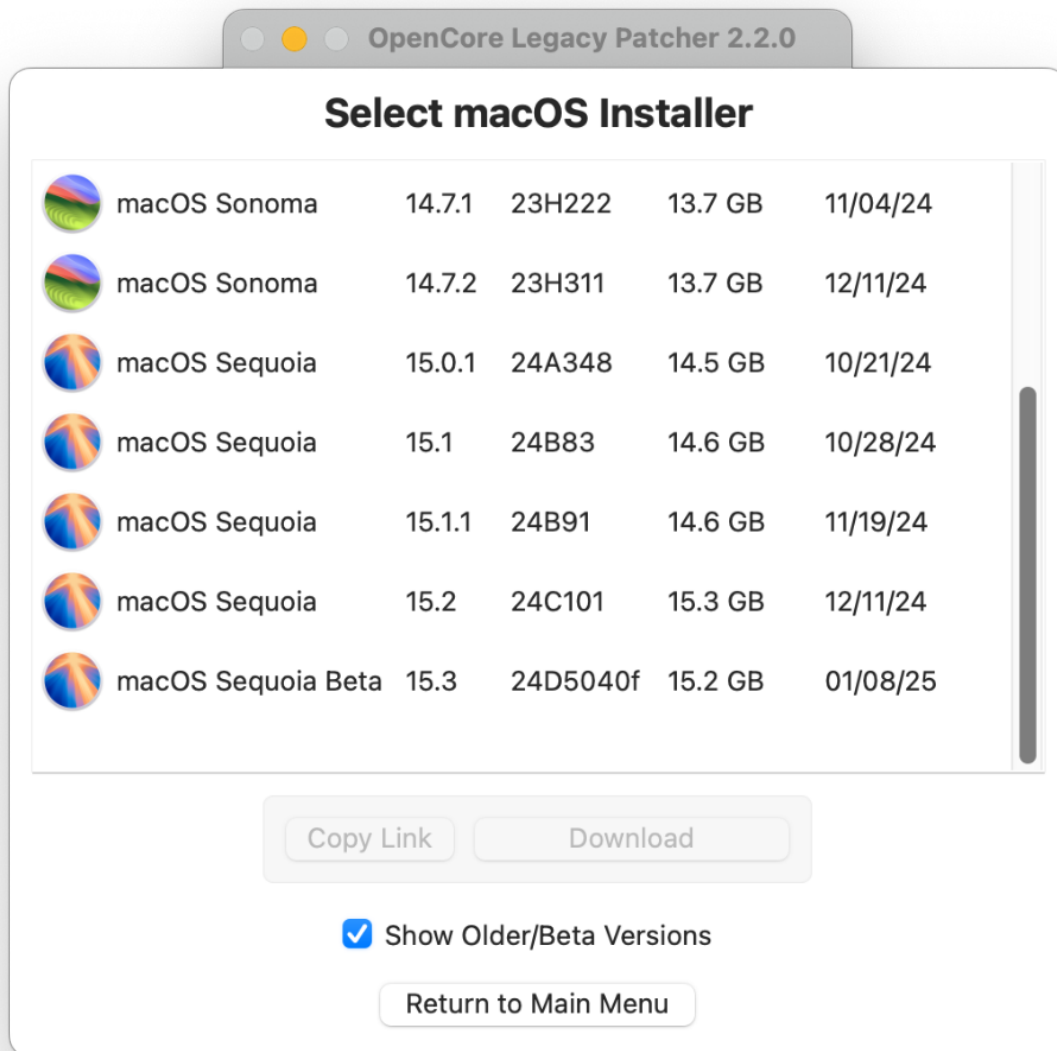 OpenCore Legacy Patcher 2.2.0
Select macOS Installer
macOS Sonoma 14.7.1 23H222 13.7 GB 11/04/24
macOS Sonoma 14.7.2 23H311 13.7 GB 12/11/24
macOS Sequoia 15.0.1 24A348 14.5 GB 10/21/24
macOS Sequoia 15.1 24B83 14.6 GB 10/28/24
macOS Sequoia 15.1.1 24B91 14.6 GB 11/19/24
macOS Sequoia 15.2 24C101 15.3 GB 12/11/24
macOS Sequoia Beta 15.3 24D5040f 15.2 GB 01/08/25
Copy Link Download
Show Older/Beta Versions
Return to Main Menu